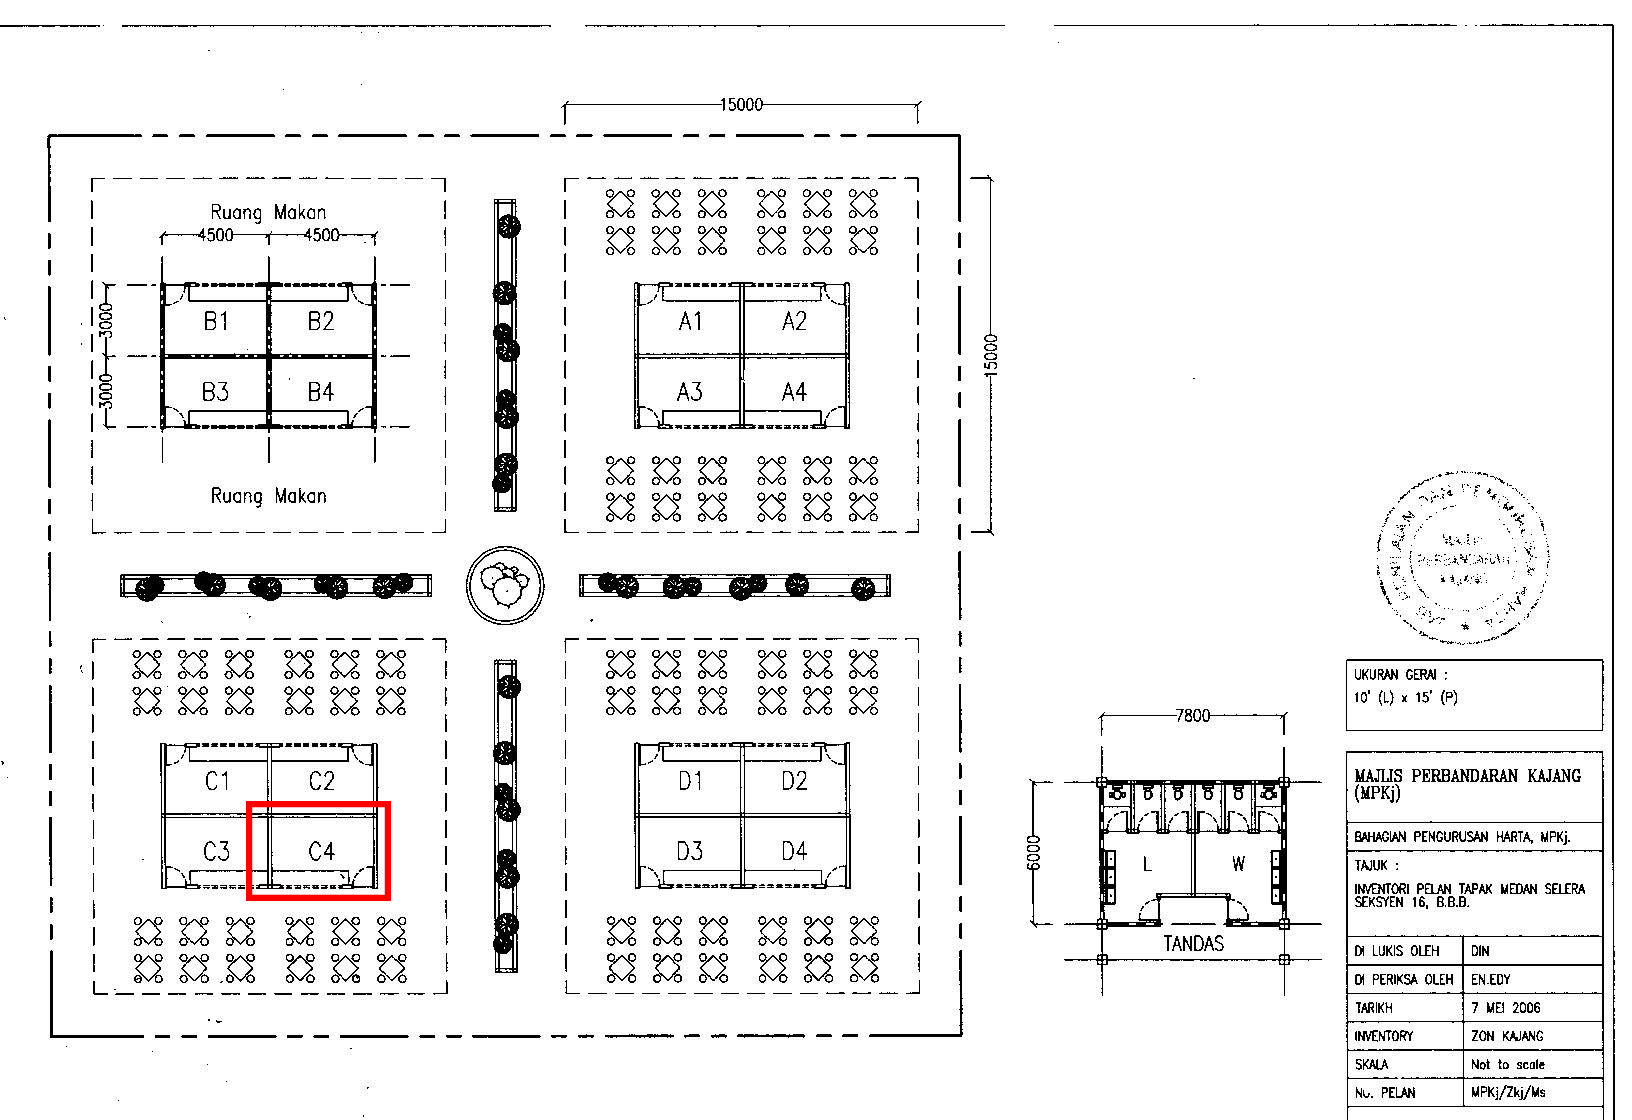 15000
Ruang Makan
4500 4500
3000
B1 B2
3000
B3 B4
Ruang Makan
A1 A2
A3 A4
15000
C1 C2
C3 C4
D1 D2
D3 D4
7800
6000
L W
TANDAS
DAN
MAJLIS
PERBANDARAN
KAJANG
HARTA
UKURAN GERAI :
10' (L) x 15' (P)
MAJLIS PERBANDARAN KAJANG
(MPKj)
BAHAGIAN PENGURUSAN HARTA, MPKj.
TAJUK :
INVENTORI PELAN TAPAK MEDAN SELERA
SEKSYEN 16, B.B.B.
DI LUKIS OLEH DIN
DI PERIKSA OLEH EN.EDY
TARIKH 7 MEI 2006
INVENTORY ZON KAJANG
SKALA Not to scale
No. PELAN MPKj/Zkj/Ms